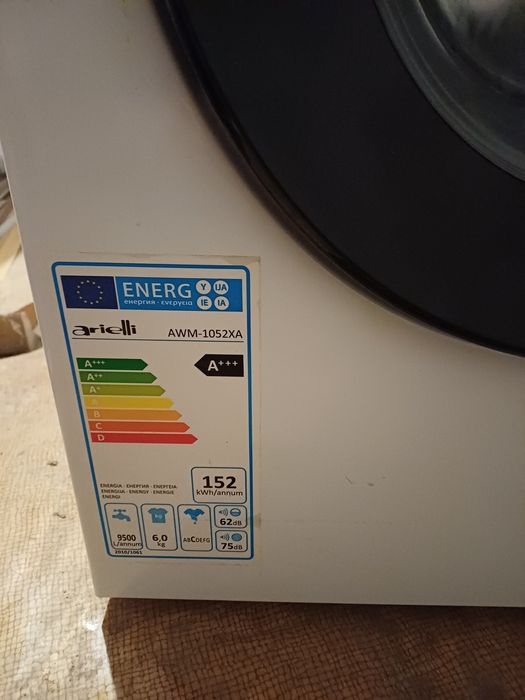 ENERG Y UA
енергия · ενεργεια IE IA
arielli AWM-1052XA
A+++ A+++
A++
A+
A
B
C
D
ENERGIA · ЕНЕРГИЯ · ΕΝΕΡΓΕΙΑ·
ENERGIJA · ENERGY · ENERGIE
ENERGI
152
kWh/annum
9500
L/annum
6,0
kg
ABCDEFG
62dB
75dB
2010/1061